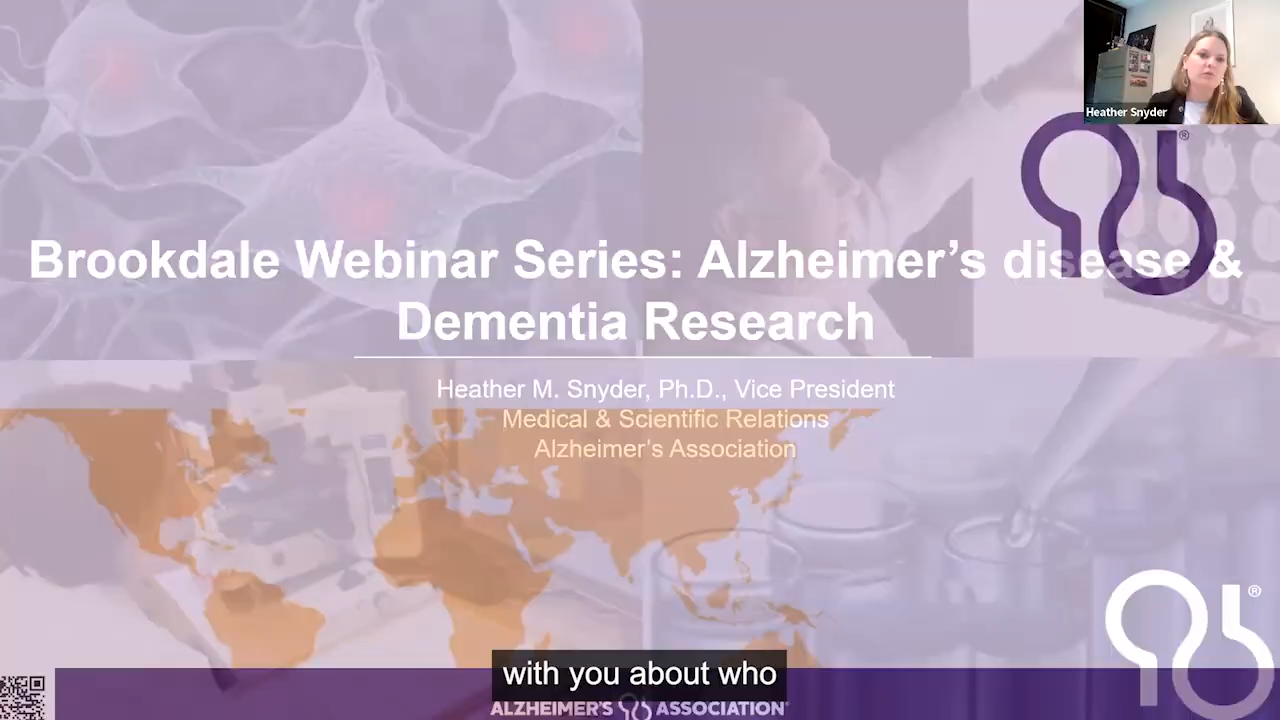 Heather Snyder
®
Brookdale Webinar Series: Alzheimer’s disease &
Dementia Research
Heather M. Snyder, Ph.D., Vice President
Medical & Scientific Relations
Alzheimer’s Association
®
with you about who
ALZHEIMER'S ASSOCIATION®